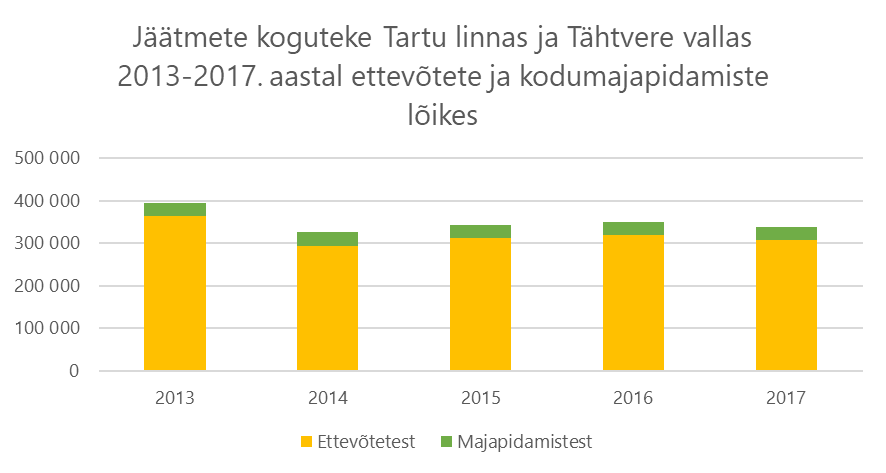 Jäätmete koguteke Tartu linnas ja Tähtvere vallas
2013-2017. aastal ettevõtete ja kodumajapidamiste
lõikes
500 000
400 000
300 000
200 000
100 000
0
2013 2014 2015 2016 2017
Ettevõtetest Majapidamistest